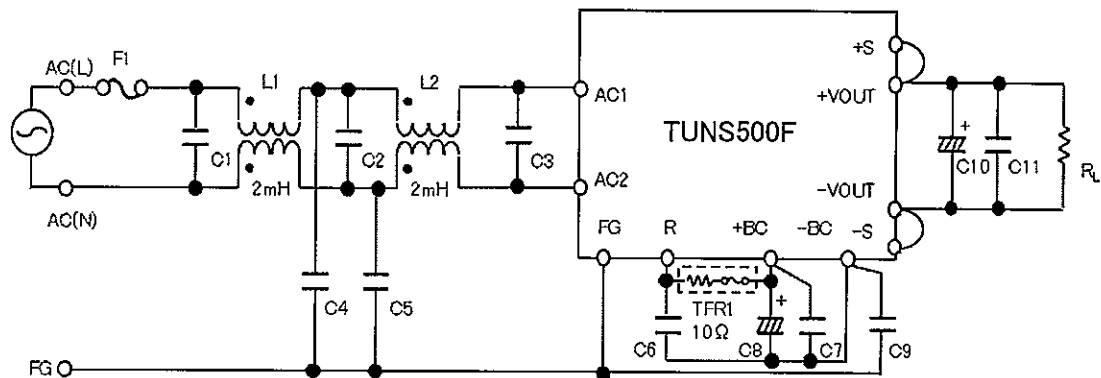 AC(L)
F1
L1
L2
C1
2mH
C2
2mH
C3
AC(N)
C4
C5
FG
AC1
AC2
TUNS500F
+S
+VOUT
-VOUT
-S
FG
R
+BC
-BC
+
C10
C11
RL
TFR1
10Ω
+
C6
C8
C7
C9